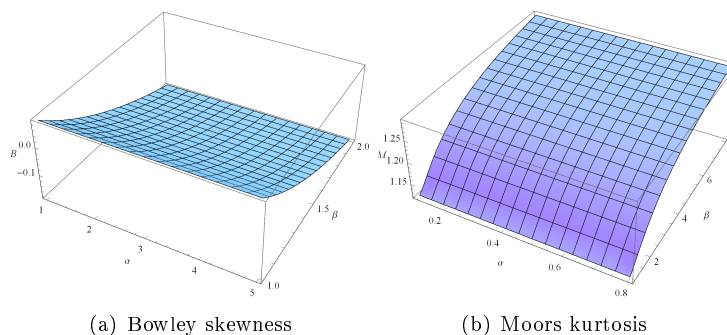 B
0.0
−0.1
1
2
3
4
5
α
1.0
1.5
2.0
β
M
1.25
1.20
1.15
0.2
0.4
0.6
0.8
α
2
4
6
β
(a) Bowley skewness
(b) Moors kurtosis